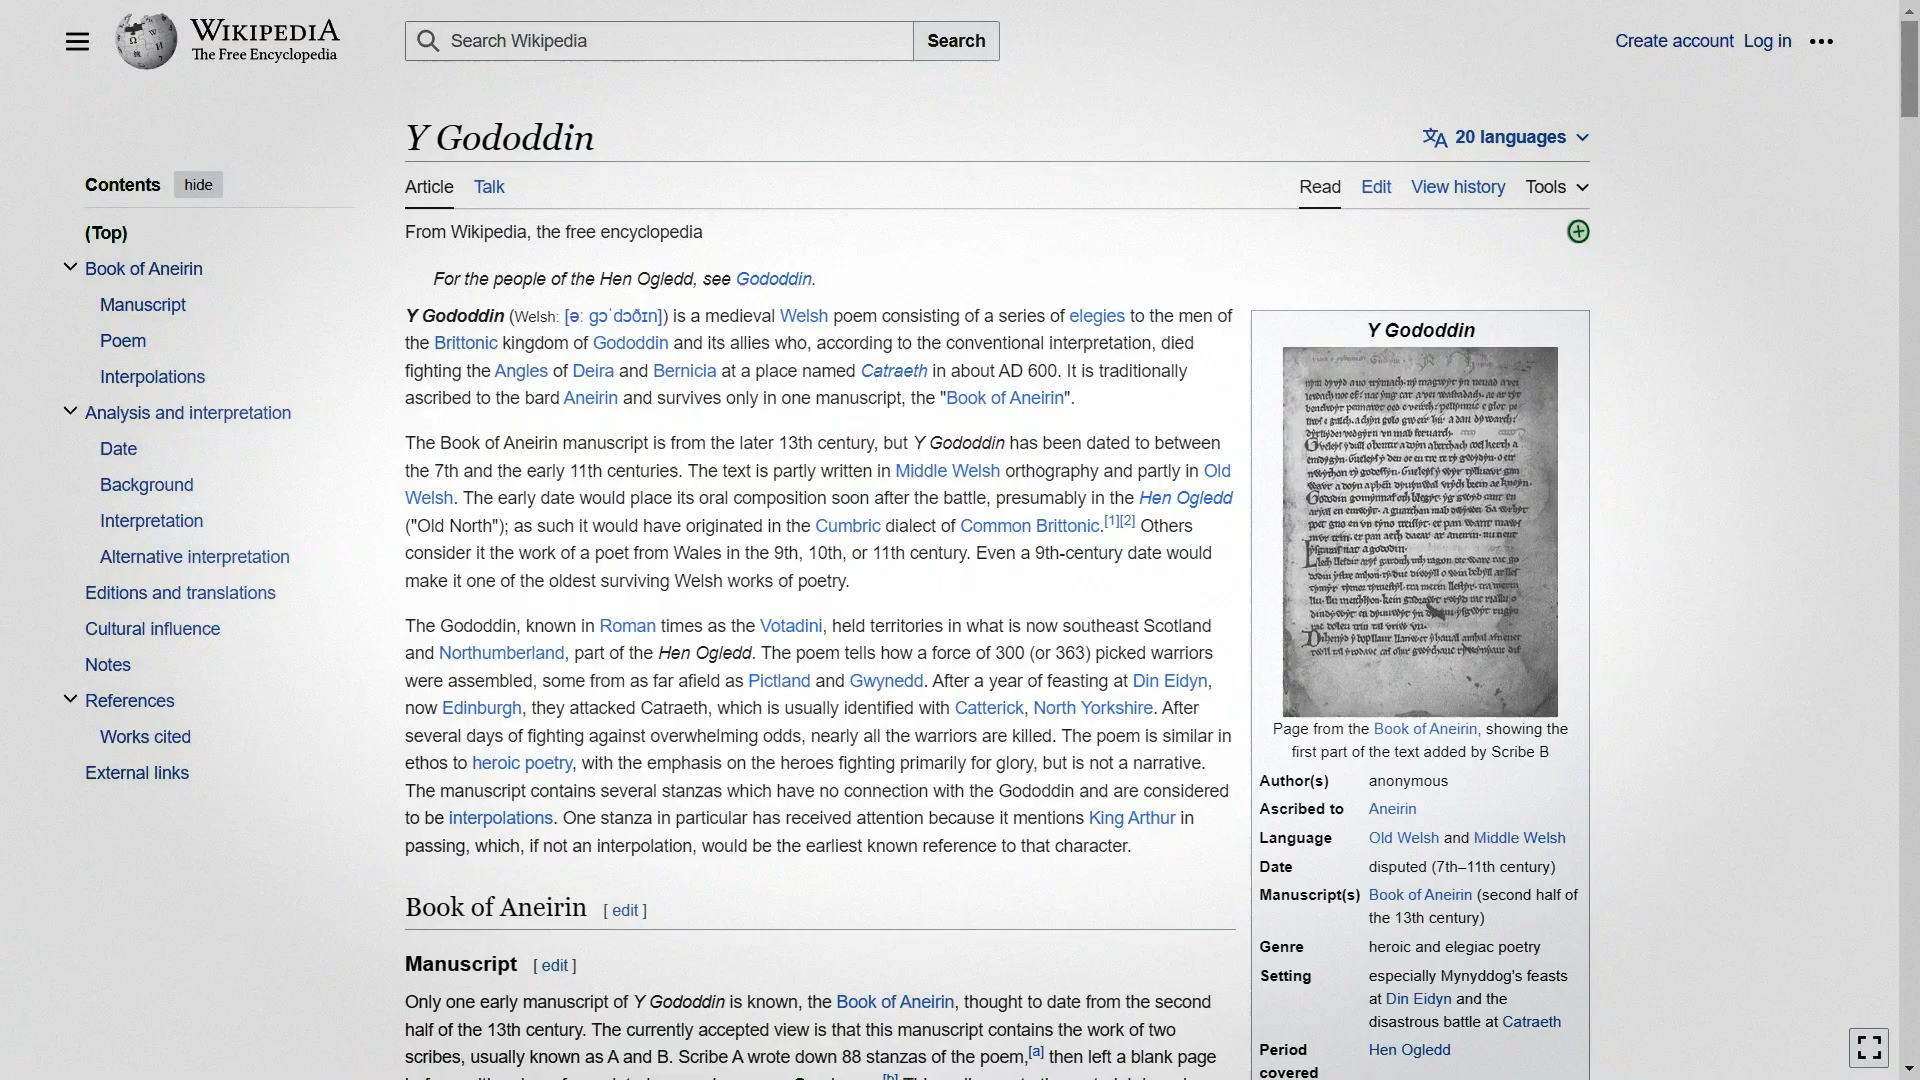 WIKIPEDIA
The Free Encyclopedia
Search Wikipedia
Search
Create account
Log in
Y Gododdin
20 languages
Article
Talk
Read
Edit
View history
Tools
From Wikipedia, the free encyclopedia
Contents
hide
(Top)
Book of Aneirin
Manuscript
Poem
Interpolations
Analysis and interpretation
Date
Background
Interpretation
Alternative interpretation
Editions and translations
Cultural influence
Notes
References
Works cited
External links
For the people of the Hen Ogledd, see Gododdin.
Y Gododdin (Welsh: [əː ɡɔˈdɔðɪn]) is a medieval Welsh poem consisting of a series of elegies to the men of
the Brittonic kingdom of Gododdin and its allies who, according to the conventional interpretation, died
fighting the Angles of Deira and Bernicia at a place named Catraeth in about AD 600. It is traditionally
ascribed to the bard Aneirin and survives only in one manuscript, the "Book of Aneirin".
The Book of Aneirin manuscript is from the later 13th century, but Y Gododdin has been dated to between
the 7th and the early 11th centuries. The text is partly written in Middle Welsh orthography and partly in Old
Welsh. The early date would place its oral composition soon after the battle, presumably in the Hen Ogledd
("Old North"); as such it would have originated in the Cumbric dialect of Common Brittonic.[1][2] Others
consider it the work of a poet from Wales in the 9th, 10th, or 11th century. Even a 9th-century date would
make it one of the oldest surviving Welsh works of poetry.
The Gododdin, known in Roman times as the Votadini, held territories in what is now southeast Scotland
and Northumberland, part of the Hen Ogledd. The poem tells how a force of 300 (or 363) picked warriors
were assembled, some from as far afield as Pictland and Gwynedd. After a year of feasting at Din Eidyn,
now Edinburgh, they attacked Catraeth, which is usually identified with Catterick, North Yorkshire. After
several days of fighting against overwhelming odds, nearly all the warriors are killed. The poem is similar in
ethos to heroic poetry, with the emphasis on the heroes fighting primarily for glory, but is not a narrative.
The manuscript contains several stanzas which have no connection with the Gododdin and are considered
to be interpolations. One stanza in particular has received attention because it mentions King Arthur in
passing, which, if not an interpolation, would be the earliest known reference to that character.
Book of Aneirin [ edit ]
Manuscript [ edit ]
Only one early manuscript of Y Gododdin is known, the Book of Aneirin, thought to date from the second
half of the 13th century. The currently accepted view is that this manuscript contains the work of two
scribes, usually known as A and B. Scribe A wrote down 88 stanzas of the poem,[a] then left a blank page
Y Gododdin
Page from the Book of Aneirin, showing the
first part of the text added by Scribe B
Author(s) anonymous
Ascribed to Aneirin
Language Old Welsh and Middle Welsh
Date disputed (7th–11th century)
Manuscript(s) Book of Aneirin (second half of
the 13th century)
Genre heroic and elegiac poetry
Setting especially Mynyddog's feasts
at Din Eidyn and the
disastrous battle at Catraeth
Period Hen Ogledd
covered